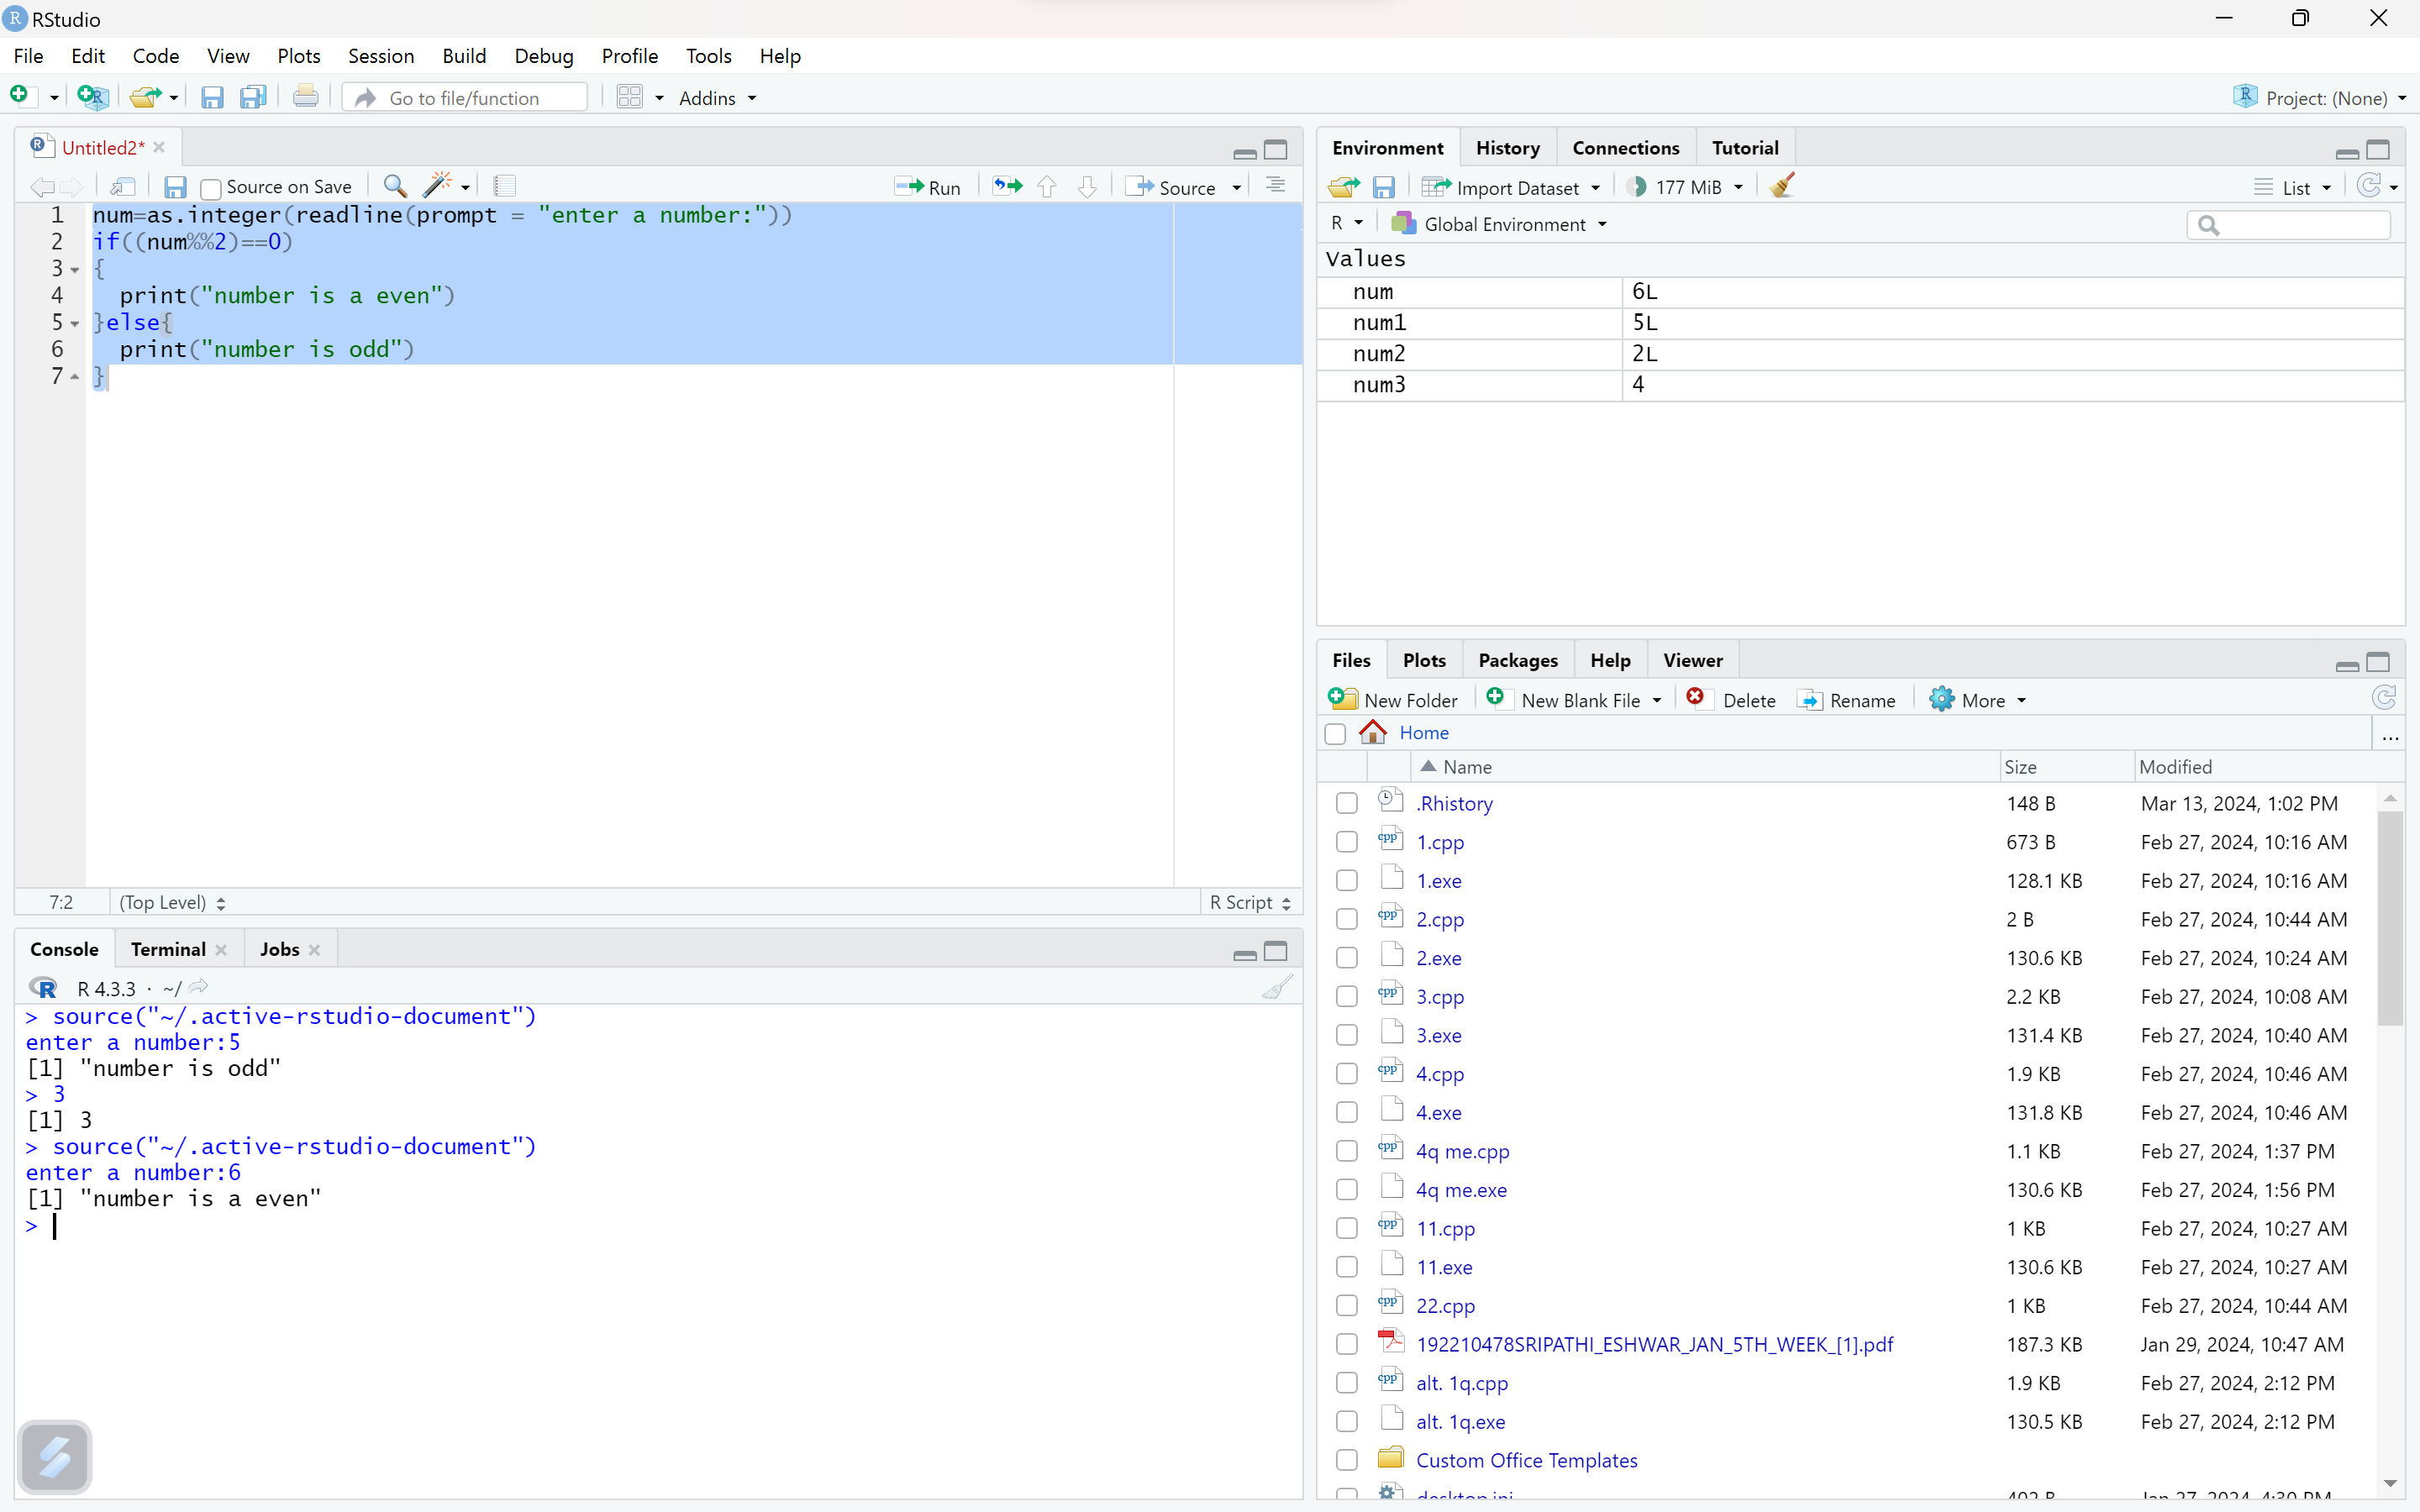 RStudio
File Edit Code View Plots Session Build Debug Profile Tools Help
Go to file/function Addins Project: (None)
Untitled2*
Source on Save Run Source
1 num=as.integer(readline(prompt = "enter a number:"))
2 if((num%%2)==0)
3 {
4 print("number is a even")
5 }else{
6 print("number is odd")
7 }
7:2 (Top Level) R Script
Console Terminal Jobs
R 4.3.3 · ~/
> source("~/.active-rstudio-document")
enter a number:5
[1] "number is odd"
> 3
[1] 3
> source("~/.active-rstudio-document")
enter a number:6
[1] "number is a even"
>
Environment History Connections Tutorial
Import Dataset 177 MiB List
R Global Environment
Values
num 6L
num1 5L
num2 2L
num3 4
Files Plots Packages Help Viewer
New Folder New Blank File Delete Rename More
Home ...
Name Size Modified
.Rhistory 148 B Mar 13, 2024, 1:02 PM
1.cpp 673 B Feb 27, 2024, 10:16 AM
1.exe 128.1 KB Feb 27, 2024, 10:16 AM
2.cpp 2 B Feb 27, 2024, 10:44 AM
2.exe 130.6 KB Feb 27, 2024, 10:24 AM
3.cpp 2.2 KB Feb 27, 2024, 10:08 AM
3.exe 131.4 KB Feb 27, 2024, 10:40 AM
4.cpp 1.9 KB Feb 27, 2024, 10:46 AM
4.exe 131.8 KB Feb 27, 2024, 10:46 AM
4q me.cpp 1.1 KB Feb 27, 2024, 1:37 PM
4q me.exe 130.6 KB Feb 27, 2024, 1:56 PM
11.cpp 1 KB Feb 27, 2024, 10:27 AM
11.exe 130.6 KB Feb 27, 2024, 10:27 AM
22.cpp 1 KB Feb 27, 2024, 10:44 AM
192210478SRIPATHI_ESHWAR_JAN_5TH_WEEK_[1].pdf 187.3 KB Jan 29, 2024, 10:47 AM
alt. 1q.cpp 1.9 KB Feb 27, 2024, 2:12 PM
alt. 1q.exe 130.5 KB Feb 27, 2024, 2:12 PM
Custom Office Templates
desktop.ini 402 B Jan 27, 2024, 4:30 PM